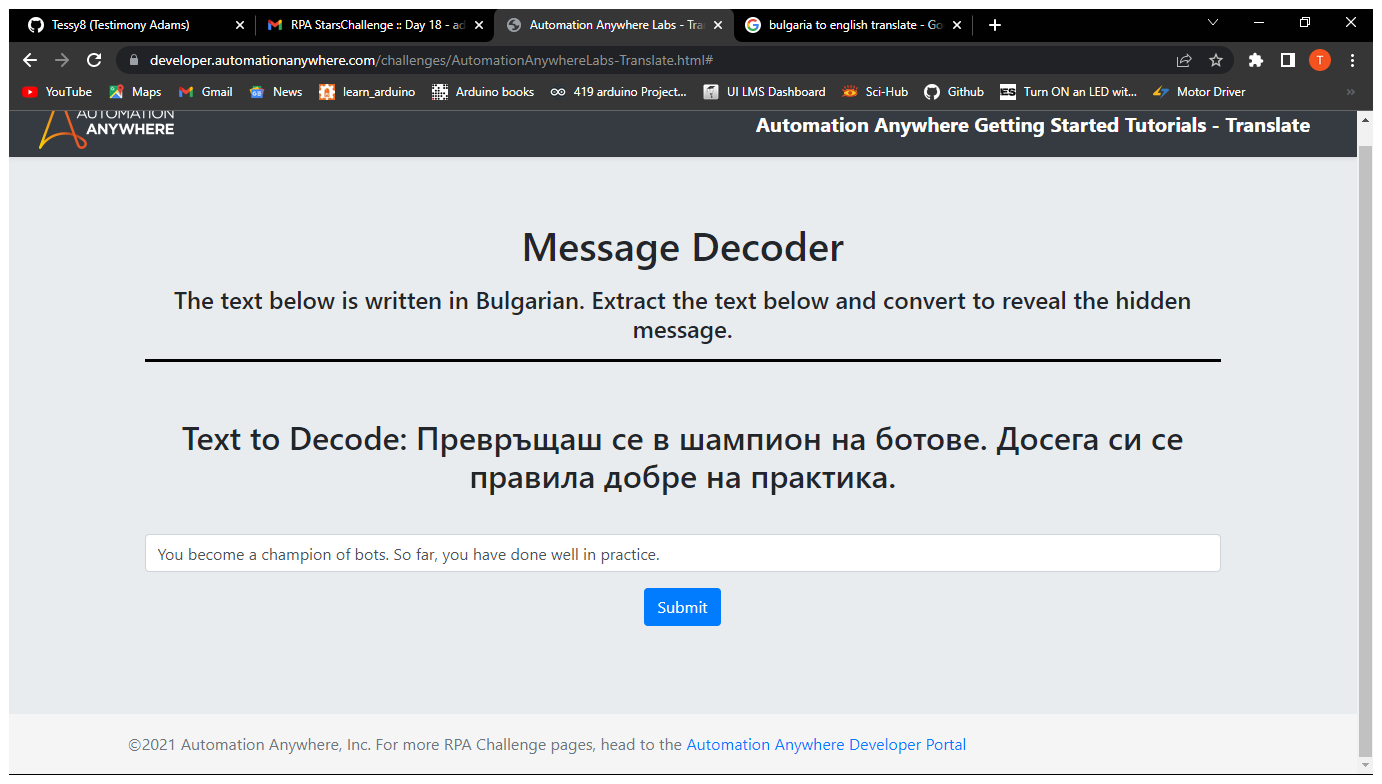 Tessy8 (Testimony Adams)
RPA StarsChallenge :: Day 18 - ad
Automation Anywhere Labs - Tra
bulgaria to english translate - Go
developer.automationanywhere.com/challenges/AutomationAnywhereLabs-Translate.html#
T
YouTube
Maps
Gmail
News
learn_arduino
Arduino books
419 arduino Project...
UI LMS Dashboard
Sci-Hub
Github
ES
Turn ON an LED wit...
Motor Driver
»
AUTOMATION
ANYWHERE
Automation Anywhere Getting Started Tutorials - Translate
Message Decoder
The text below is written in Bulgarian. Extract the text below and convert to reveal the hidden
message.
Text to Decode: Превръщаш се в шампион на ботове. Досега си се
правила добре на практика.
You become a champion of bots. So far, you have done well in practice.
Submit
©2021 Automation Anywhere, Inc. For more RPA Challenge pages, head to the Automation Anywhere Developer Portal